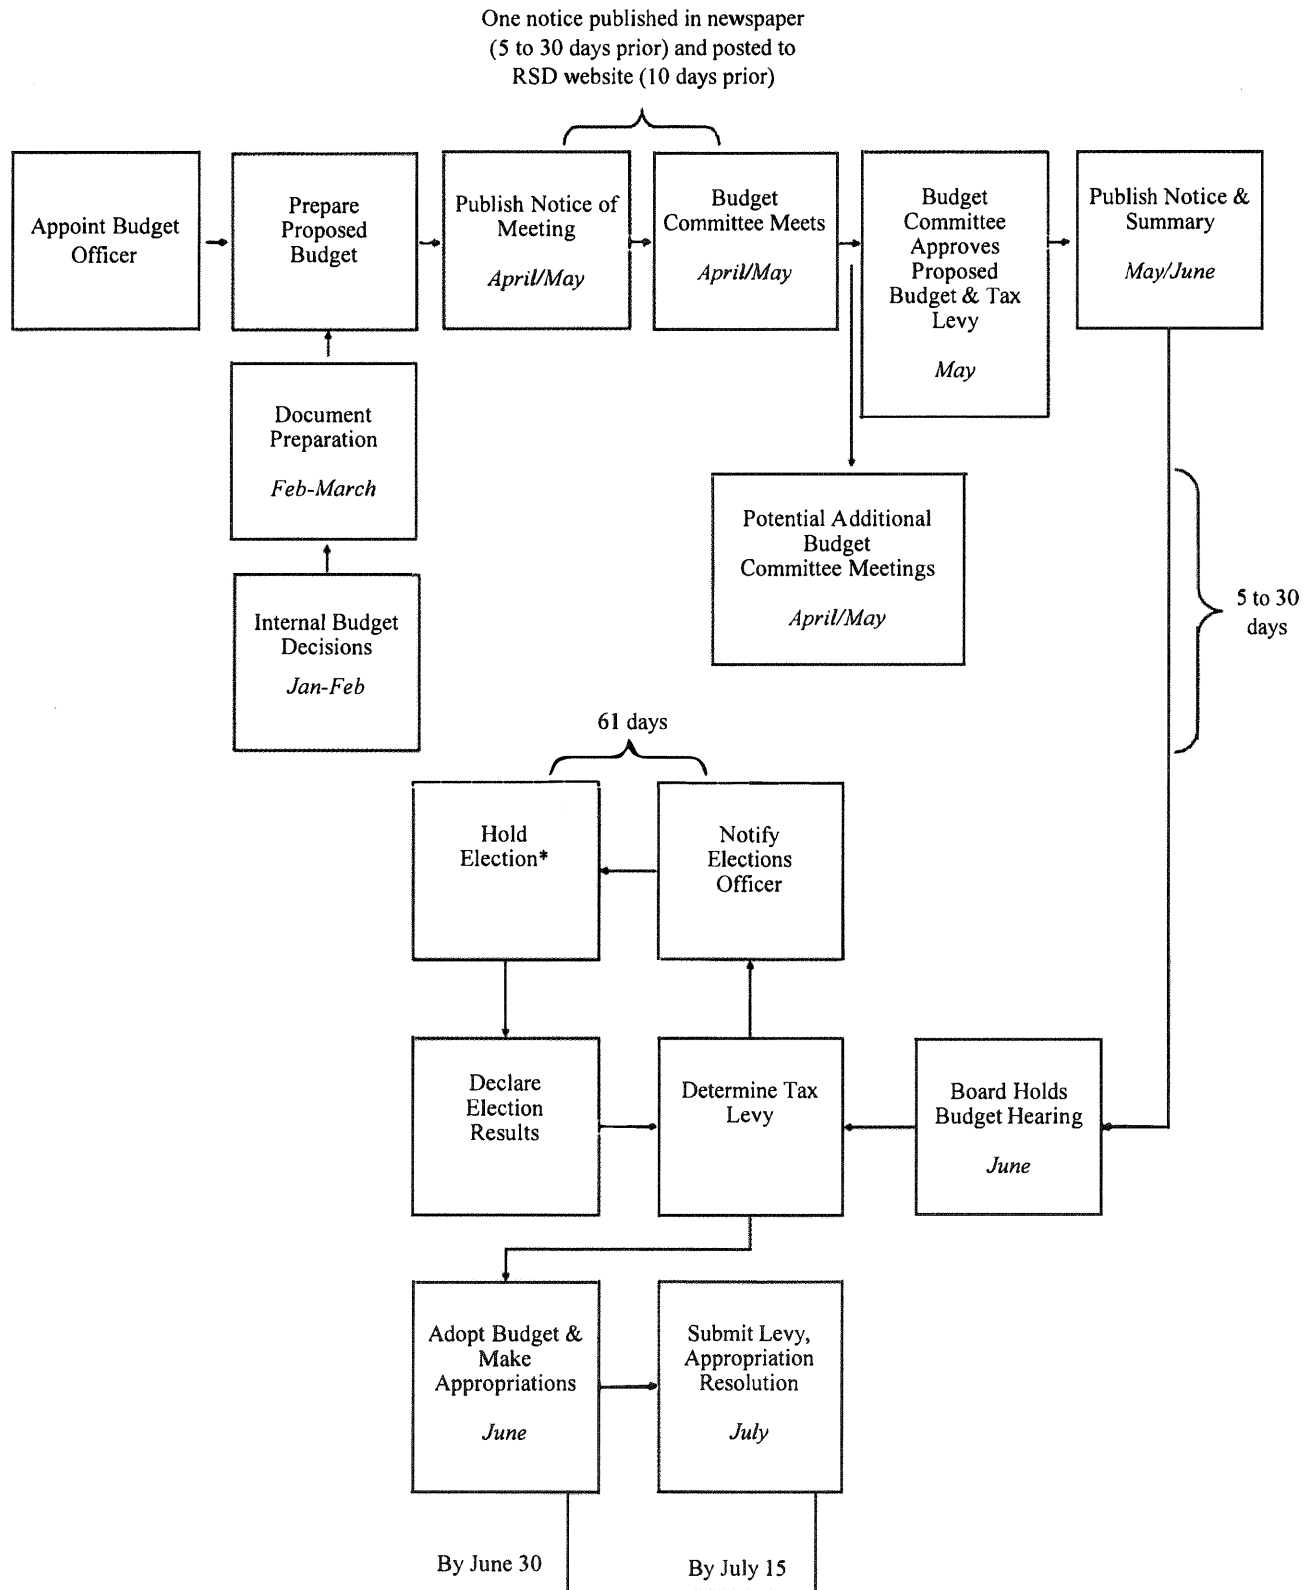 One notice published in newspaper
(5 to 30 days prior) and posted to
RSD website (10 days prior)
Appoint Budget
Officer
Prepare
Proposed
Budget
Publish Notice of
Meeting
April/May
Budget
Committee Meets
April/May
Budget
Committee
Approves
Proposed
Budget & Tax
Levy
May
Publish Notice &
Summary
May/June
Document
Preparation
Feb-March
Potential Additional
Budget
Committee Meetings
April/May
5 to 30
days
Internal Budget
Decisions
Jan-Feb
61 days
Hold
Election*
Notify
Elections
Officer
Declare
Election
Results
Determine Tax
Levy
Board Holds
Budget Hearing
June
Adopt Budget &
Make
Appropriations
June
Submit Levy,
Appropriation
Resolution
July
By June 30
By July 15